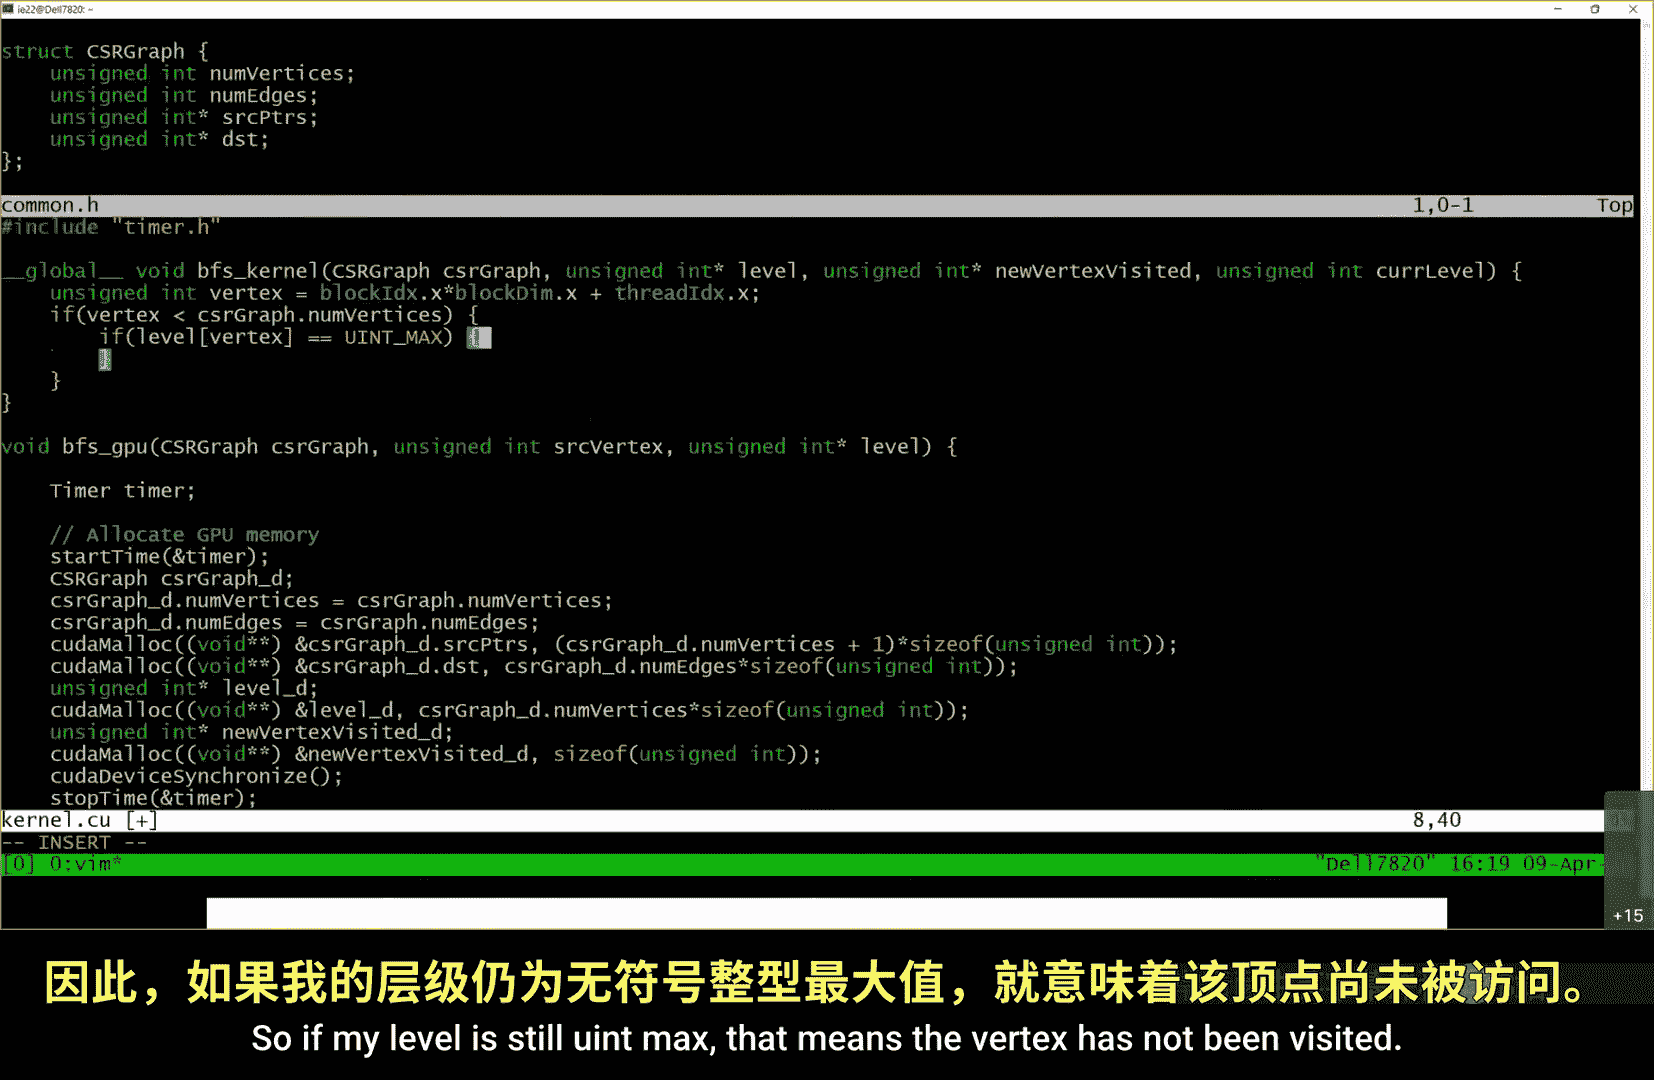 ie22@Dell7820: ~
struct CSRGraph {
    unsigned int numVertices;
    unsigned int numEdges;
    unsigned int* srcPtrs;
    unsigned int* dst;
};
common.h 1,0-1 Top
#include "timer.h"
__global__ void bfs_kernel(CSRGraph csrGraph, unsigned int* level, unsigned int* newVertexVisited, unsigned int currLevel) {
    unsigned int vertex = blockIdx.x*blockDim.x + threadIdx.x;
    if(vertex < csrGraph.numVertices) {
        if(level[vertex] == UINT_MAX) {
        }
    }
}
void bfs_gpu(CSRGraph csrGraph, unsigned int srcVertex, unsigned int* level) {
    Timer timer;
    // Allocate GPU memory
    startTime(&timer);
    CSRGraph csrGraph_d;
    csrGraph_d.numVertices = csrGraph.numVertices;
    csrGraph_d.numEdges = csrGraph.numEdges;
    cudaMalloc((void**) &csrGraph_d.srcPtrs, (csrGraph_d.numVertices + 1)*sizeof(unsigned int));
    cudaMalloc((void**) &csrGraph_d.dst, csrGraph_d.numEdges*sizeof(unsigned int));
    unsigned int* level_d;
    cudaMalloc((void**) &level_d, csrGraph_d.numVertices*sizeof(unsigned int));
    unsigned int* newVertexVisited_d;
    cudaMalloc((void**) &newVertexVisited_d, sizeof(unsigned int));
    cudaDeviceSynchronize();
    stopTime(&timer);
kernel.cu [+] 8,40
-- INSERT --
[0] 0:vim* "Dell7820" 16:19 09-Apr-
+15
因此，如果我的层级仍为无符号整型最大值，就意味着该顶点尚未被访问。
So if my level is still uint max, that means the vertex has not been visited.